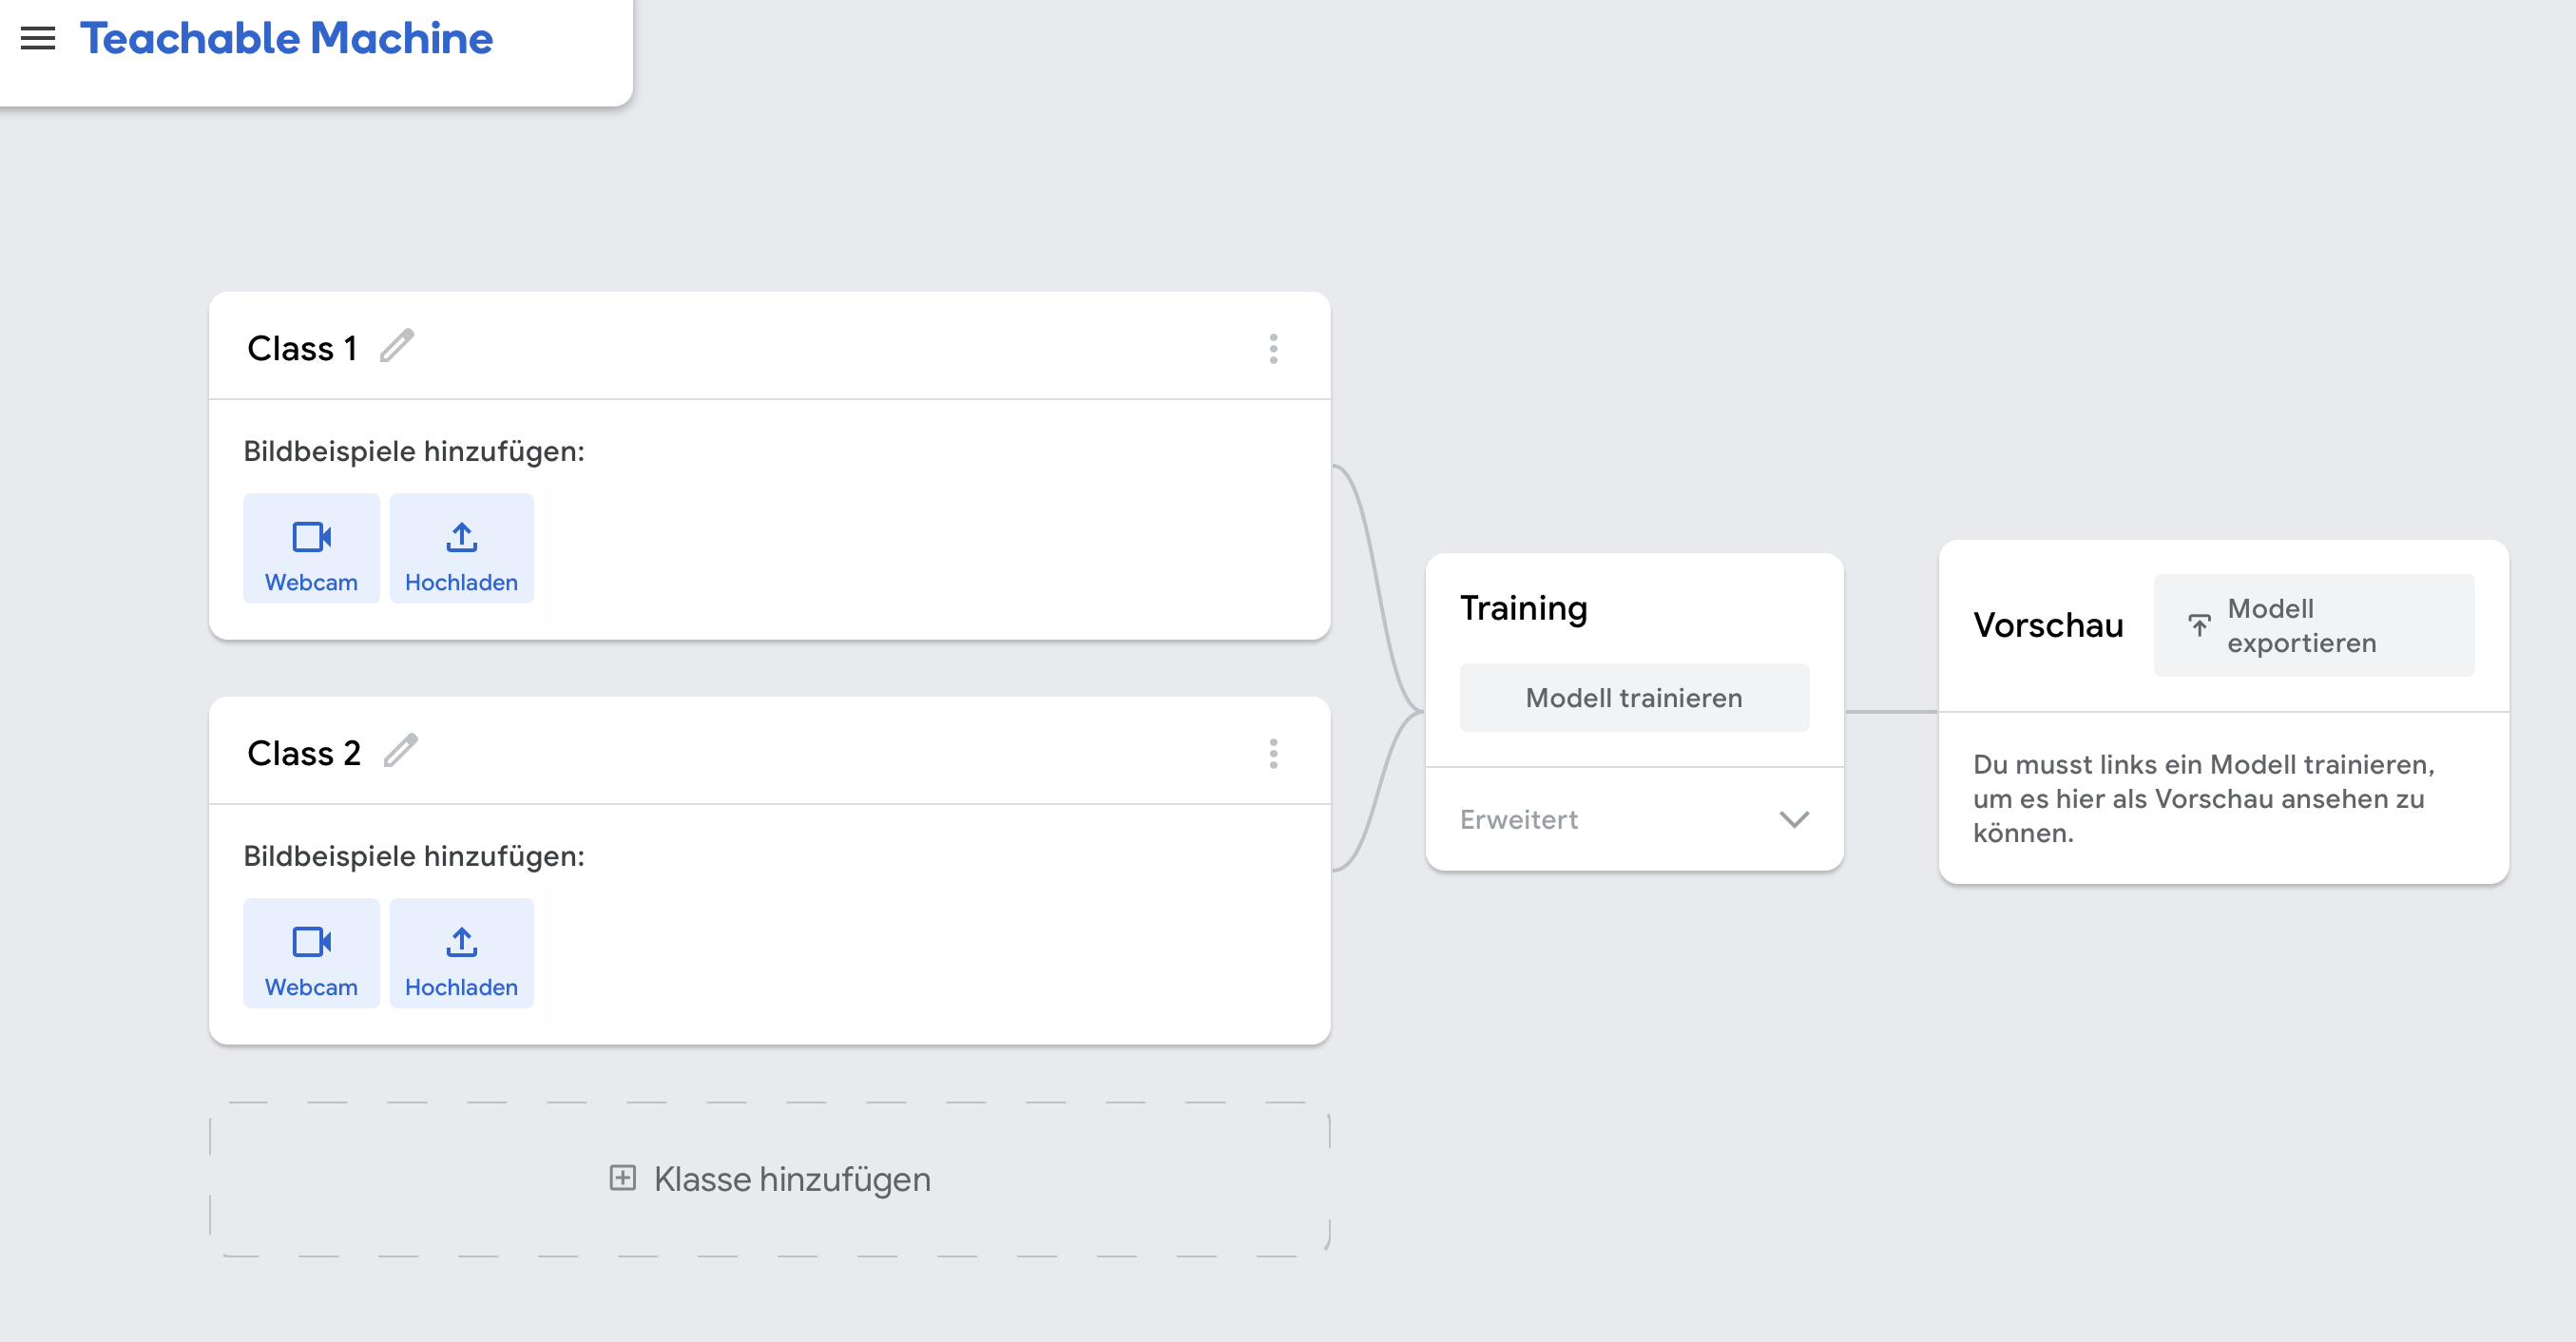 Teachable Machine
Class 1
Bildbeispiele hinzufügen:
Webcam
Hochladen
Class 2
Bildbeispiele hinzufügen:
Webcam
Hochladen
Klasse hinzufügen
Training
Modell trainieren
Erweitert
Vorschau
Modell
exportieren
Du musst links ein Modell trainieren,
um es hier als Vorschau ansehen zu
können.